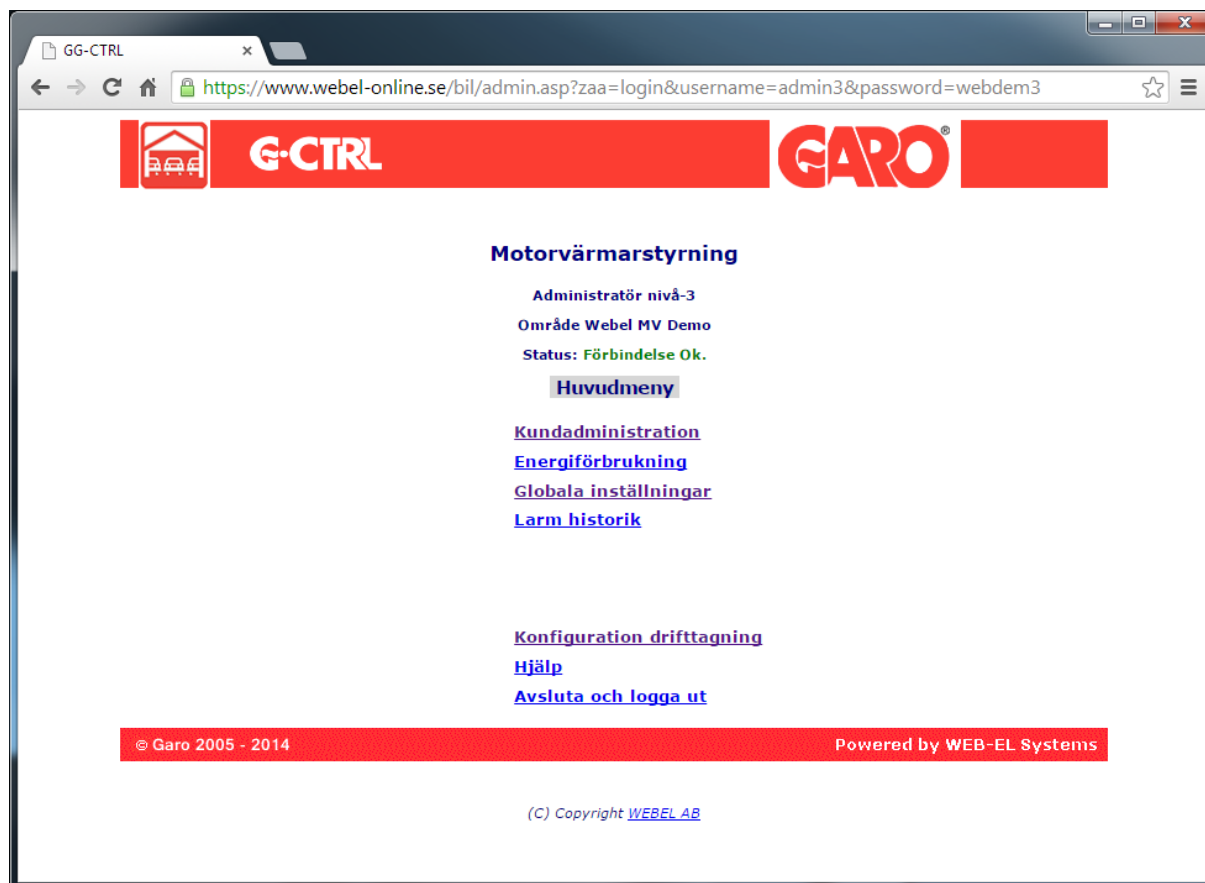 GG-CTRL
https://www.webel-online.se/bil/admin.asp?zaa=login&username=admin3&password=webdem3
G-CTRL
GARO®
Motorvärmarstyrning
Administratör nivå-3
Område Webel MV Demo
Status: Förbindelse Ok.
Huvudmeny
Kundadministration
Energiförbrukning
Globala inställningar
Larm historik
Konfiguration drifttagning
Hjälp
Avsluta och logga ut
© Garo 2005 - 2014
Powered by WEB-EL Systems
(C) Copyright WEBEL AB